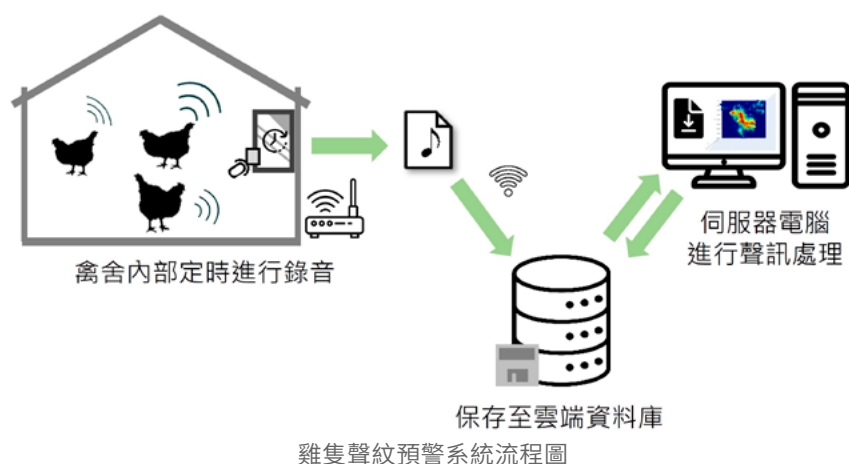 禽舍內部定時進行錄音
伺服器電腦
進行聲訊處理
保存至雲端資料庫
雞隻聲紋預警系統流程圖